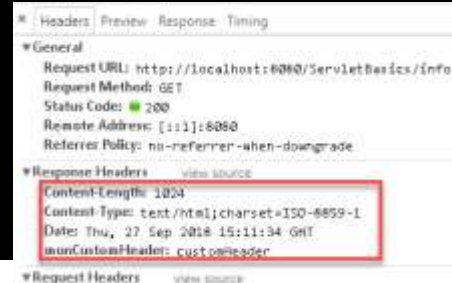 × Headers Preview Response Timing
▼General
Request URL: http://localhost:8080/ServletBasics/info
Request Method: GET
Status Code: 200
Remote Address: [::1]:8080
Referrer Policy: no-referrer-when-downgrade
▼Response Headers view source
Content-Length: 1024
Content-Type: text/html;charset=ISO-8859-1
Date: Thu, 27 Sep 2018 15:11:34 GMT
monCustomHeader: customHeader
▼Request Headers view source